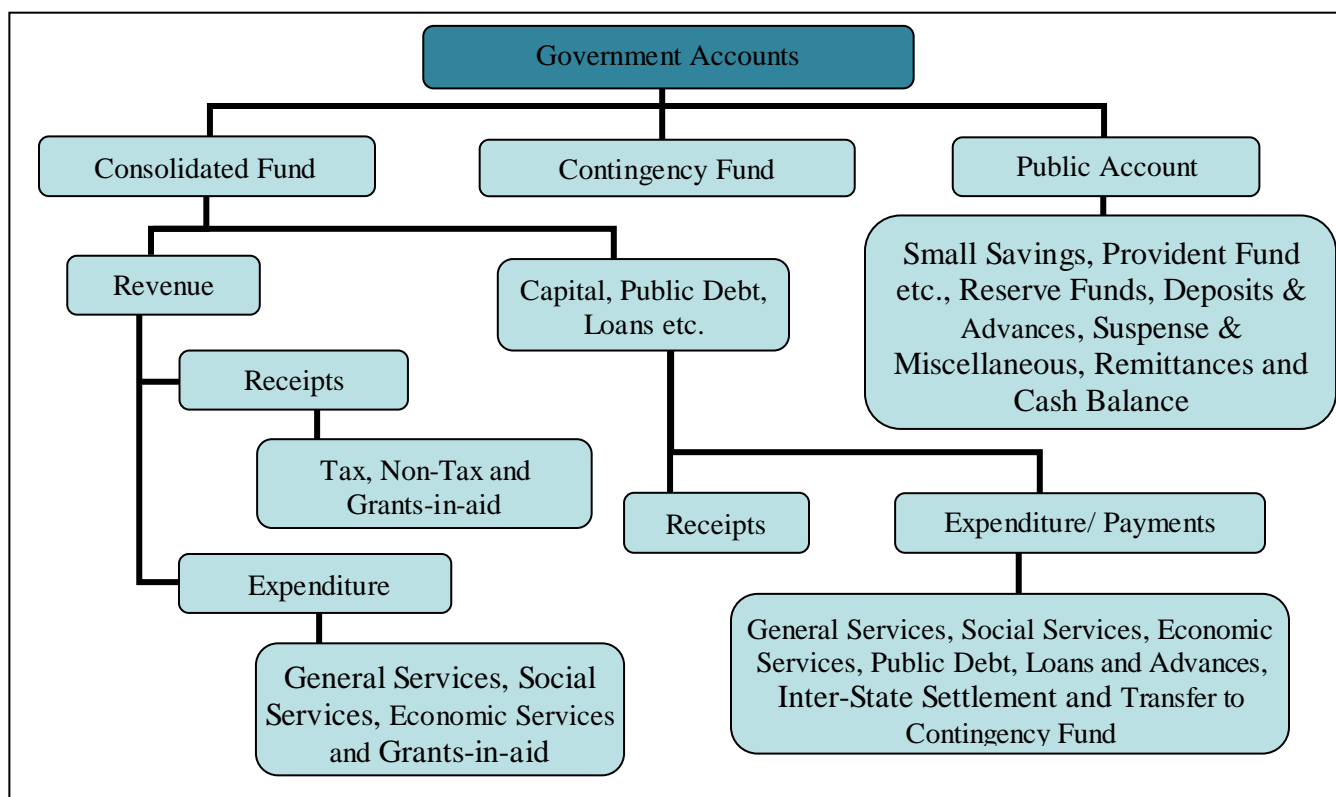 Government Accounts
Consolidated Fund
Contingency Fund
Public Account
Small Savings, Provident Fund
etc., Reserve Funds, Deposits &
Advances, Suspense &
Miscellaneous, Remittances and
Cash Balance
Revenue
Capital, Public Debt,
Loans etc.
Receipts
Tax, Non-Tax and
Grants-in-aid
Receipts
Expenditure/ Payments
Expenditure
General Services, Social
Services, Economic Services
and Grants-in-aid
General Services, Social Services, Economic
Services, Public Debt, Loans and Advances,
Inter-State Settlement and Transfer to
Contingency Fund